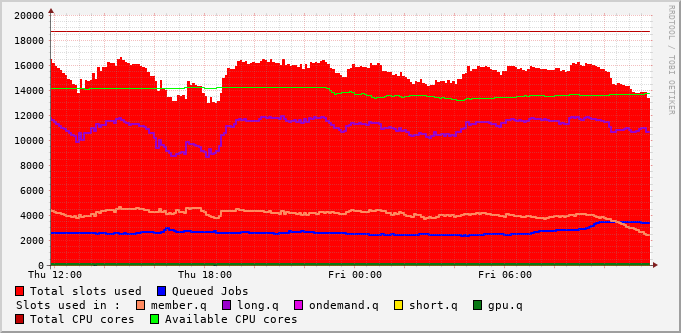 20000
18000
16000
14000
12000
10000
8000
6000
4000
2000
0
Thu 12:00 Thu 18:00 Fri 00:00 Fri 06:00
Total slots used Queued Jobs
Slots used in : member.q long.q ondemand.q short.q gpu.q
Total CPU cores Available CPU cores
RRDTOOL / TOBI OETIKER